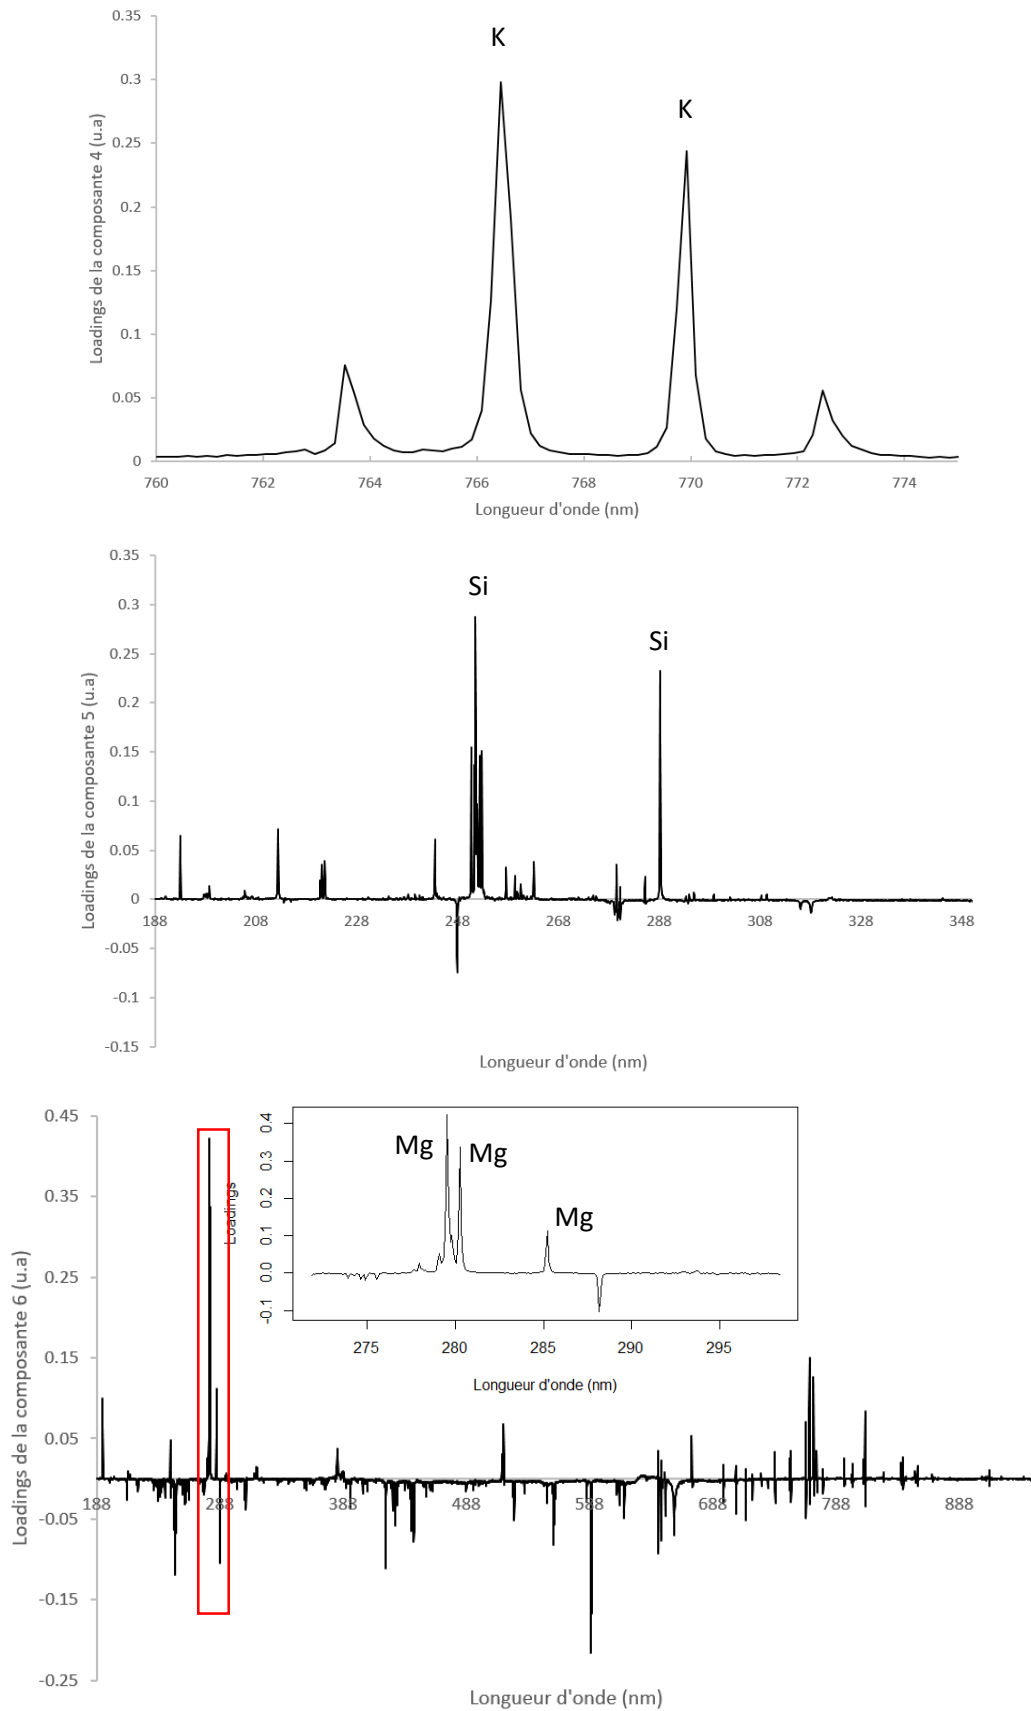 0.35
K
0.3
K
0.25
0.2
0.15
0.1
0.05
0
Loadings de la composante 4 (u.a)
760 762 764 766 768 770 772 774
Longueur d'onde (nm)
0.35
Si
0.3
Si
0.25
0.2
0.15
0.1
0.05
0
188 208 228 248 268 288 308 328 348
-0.05
-0.1
-0.15
Loadings de la composante 5 (u.a)
Longueur d'onde (nm)
0.45
0.35
0.25
0.15
0.05
188 288 388 488 588 688 788 888
-0.05
-0.15
-0.25
Loadings de la composante 6 (u.a)
0.4
0.3
0.2
0.1
0.0
-0.1
Loadings
Mg
Mg
Mg
275 280 285 290 295
Longueur d'onde (nm)
Longueur d'onde (nm)